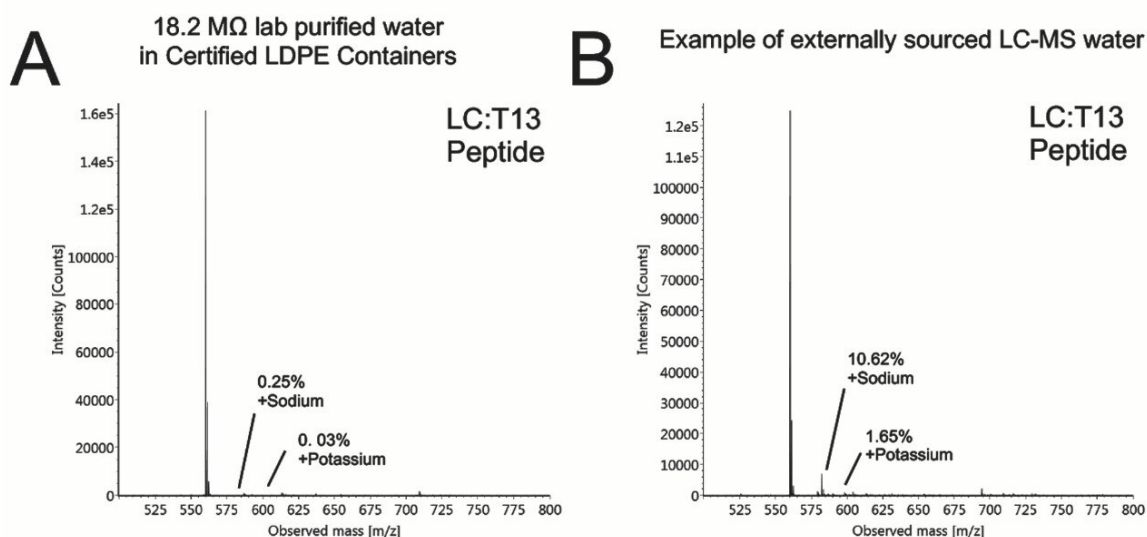 A
18.2 MΩ lab purified water
in Certified LDPE Containers
LC:T13
Peptide
1.6e5
1.4e5
1.2e5
100000
80000
60000
40000
20000
0
Intensity [Counts]
0.25%
+Sodium
0. 03%
+Potassium
525 550 575 600 625 650 675 700 725 750 775 800
Observed mass [m/z]
B
Example of externally sourced LC-MS water
LC:T13
Peptide
1.2e5
1.1e5
100000
90000
80000
70000
60000
50000
40000
30000
20000
10000
0
Intensity [Counts]
10.62%
+Sodium
1.65%
+Potassium
525 550 575 600 625 650 675 700 725 750 775 800
Observed mass [m/z]